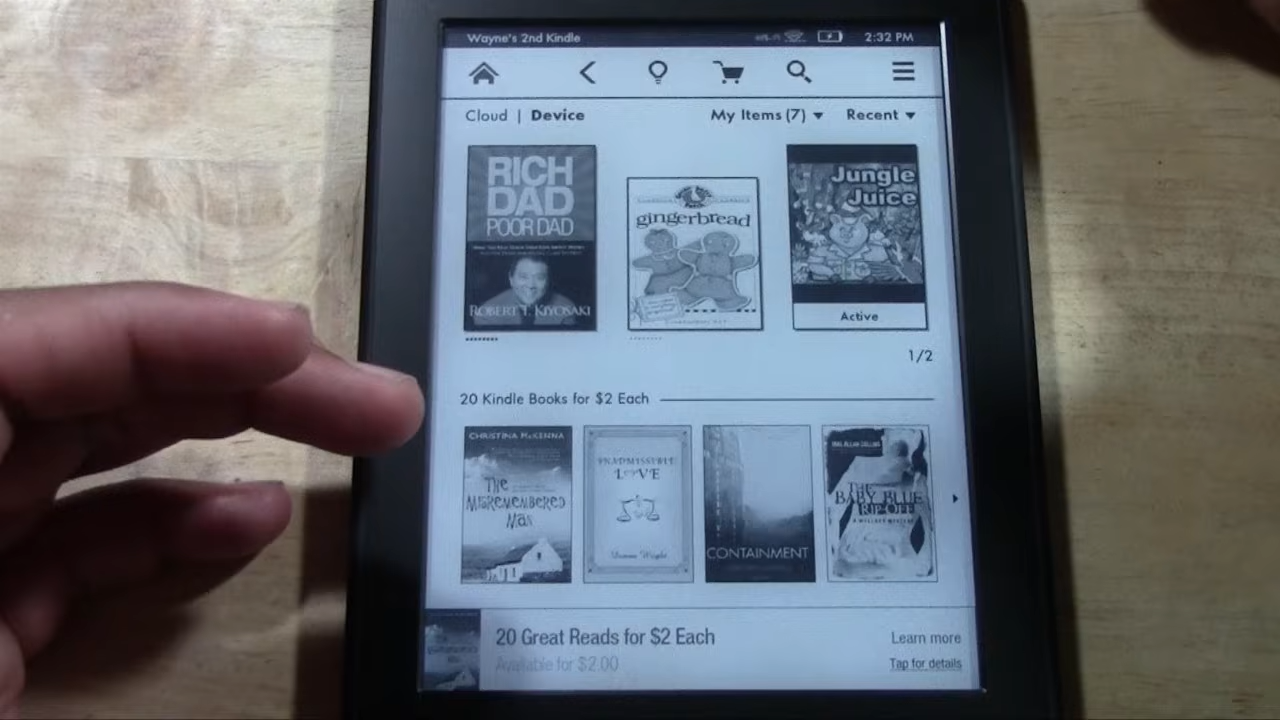 Wayne's 2nd Kindle 2:32 PM
Cloud | Device My Items (7) Recent
RICH
DAD
POOR DAD
ROBERT T. KIYOSAKI
gingerbread
Jungle
Juice
Active
1/2
20 Kindle Books for $2 Each
CHRISTINA McKENNA
THE
MISREMEMBERED
MAN
INADMISSIBLE
LOVE
CONTAINMENT
MAX ALLAN COLLINS
THE
BABY BLUE
RIP-OFF
20 Great Reads for $2 Each Learn more
Available for $2.00 Tap for details